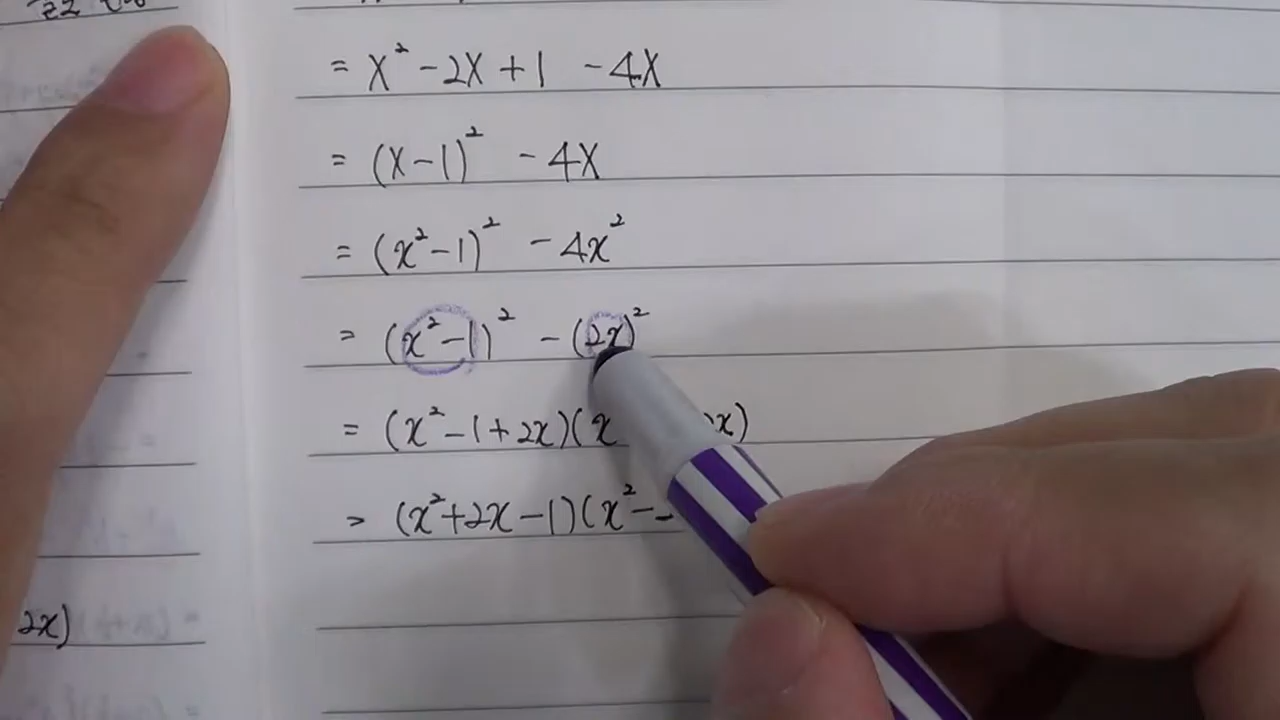 = X² - 2X + 1 - 4X
= (X - 1)² - 4X
= (x² - 1)² - 4x²
= (x² - 1)² - (2x)²
= (x² - 1 + 2x)(x x)
= (x² + 2x - 1)(x² -
2x)